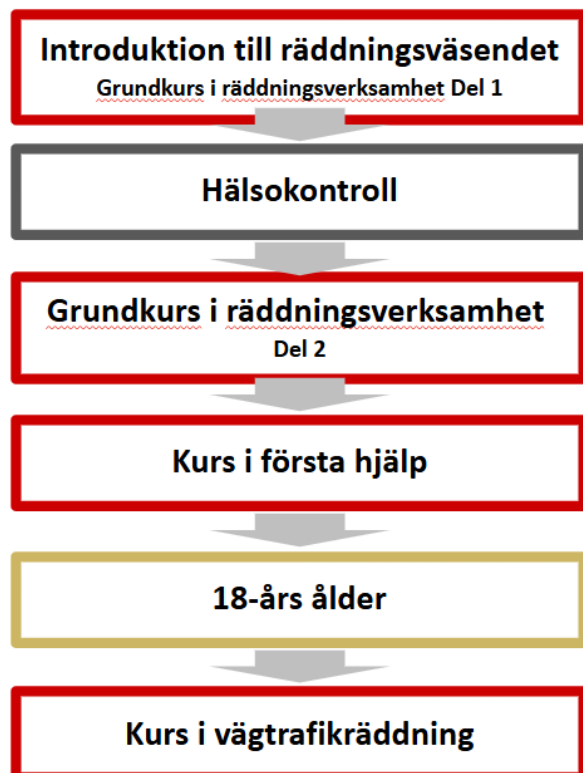 Introduktion till räddningsväsendet
Grundkurs i räddningsverksamhet Del 1
Hälsokontroll
Grundkurs i räddningsverksamhet
Del 2
Kurs i första hjälp
18-års ålder
Kurs i vägtrafikräddning